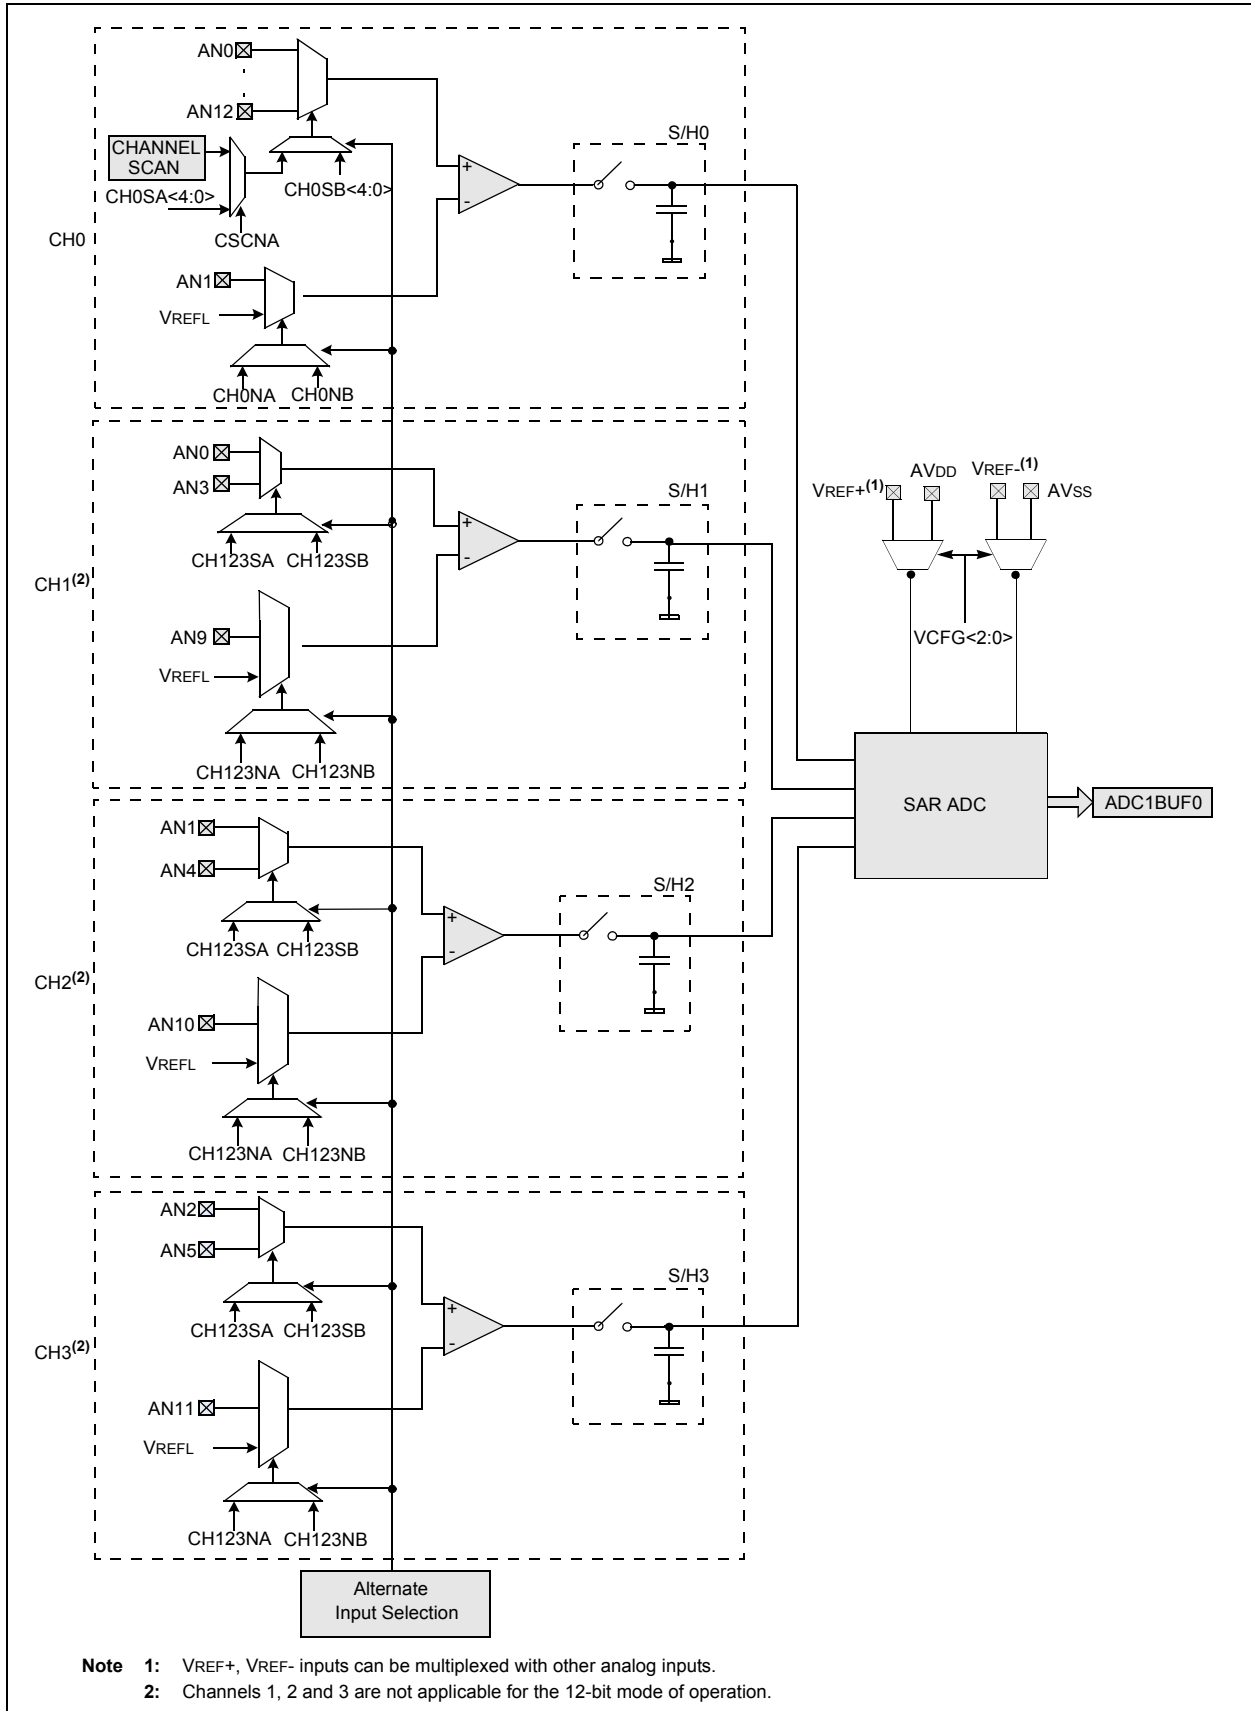 AN0
AN12
CHANNEL
SCAN
CH0SA<4:0>
CH0SB<4:0>
CSCNA
CH0
AN1
VREFL
CH0NA
CH0NB
+
-
S/H0
AN0
AN3
CH123SA
CH123SB
CH1(2)
AN9
VREFL
CH123NA
CH123NB
+
-
S/H1
VREF+(1)
AVDD
VREF-(1)
AVSS
VCFG<2:0>
SAR ADC
ADC1BUF0
AN1
AN4
CH123SA
CH123SB
CH2(2)
AN10
VREFL
CH123NA
CH123NB
+
-
S/H2
AN2
AN5
CH123SA
CH123SB
CH3(2)
AN11
VREFL
CH123NA
CH123NB
+
-
S/H3
Alternate
Input Selection
Note 1: VREF+, VREF- inputs can be multiplexed with other analog inputs.
2: Channels 1, 2 and 3 are not applicable for the 12-bit mode of operation.